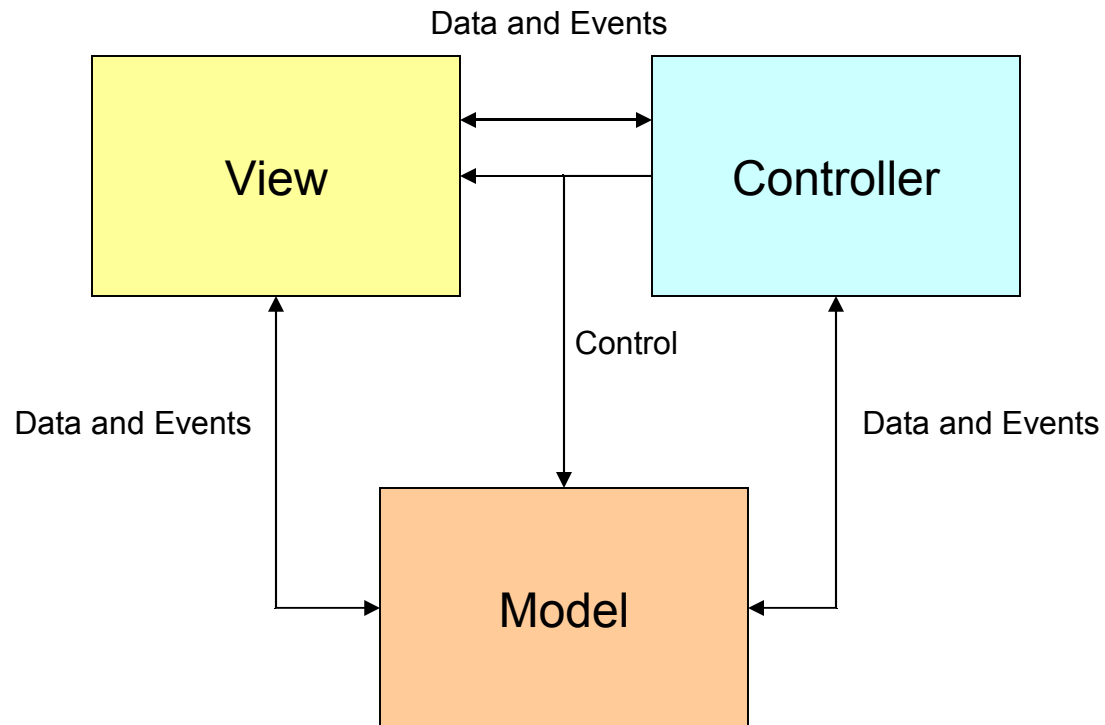 Data and Events
View
Controller
Control
Data and Events
Data and Events
Model